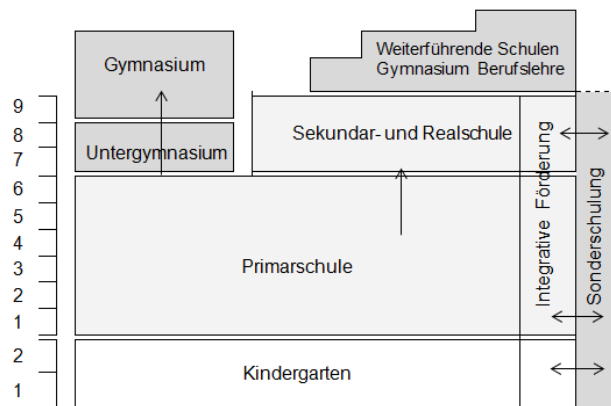 Weiterführende Schulen
Gymnasium Berufslehre
Gymnasium
9
8
7
Untergymnasium
Sekundar- und Realschule
6
5
4
3
2
1
Primarschule
Integrative Förderung
Sonderschulung
2
1
Kindergarten